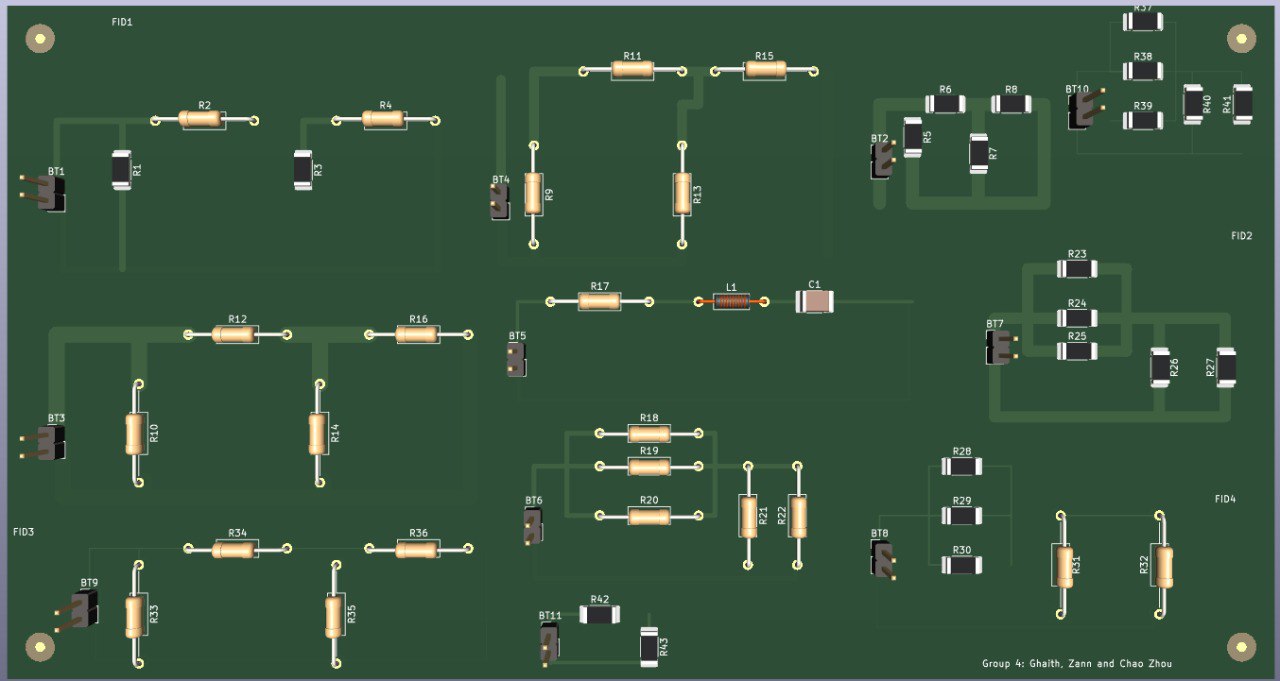 FID1
R37
R11
R15
R38
R6
R8
BT10
R40
R41
R2
R4
R39
R5
BT2
R7
R1
R3
BT1
BT4
R9
R13
FID2
R23
R17
L1
C1
R24
R12
R16
BT5
BT7
R25
R26
R27
BT3
R10
R14
R18
R19
R28
R20
BT6
R21
R22
R29
FID4
FID3
R34
R36
BT8
R30
R31
R32
BT9
R33
R35
R42
BT11
R43
Group 4: Ghaith, Zann and Chao Zhou